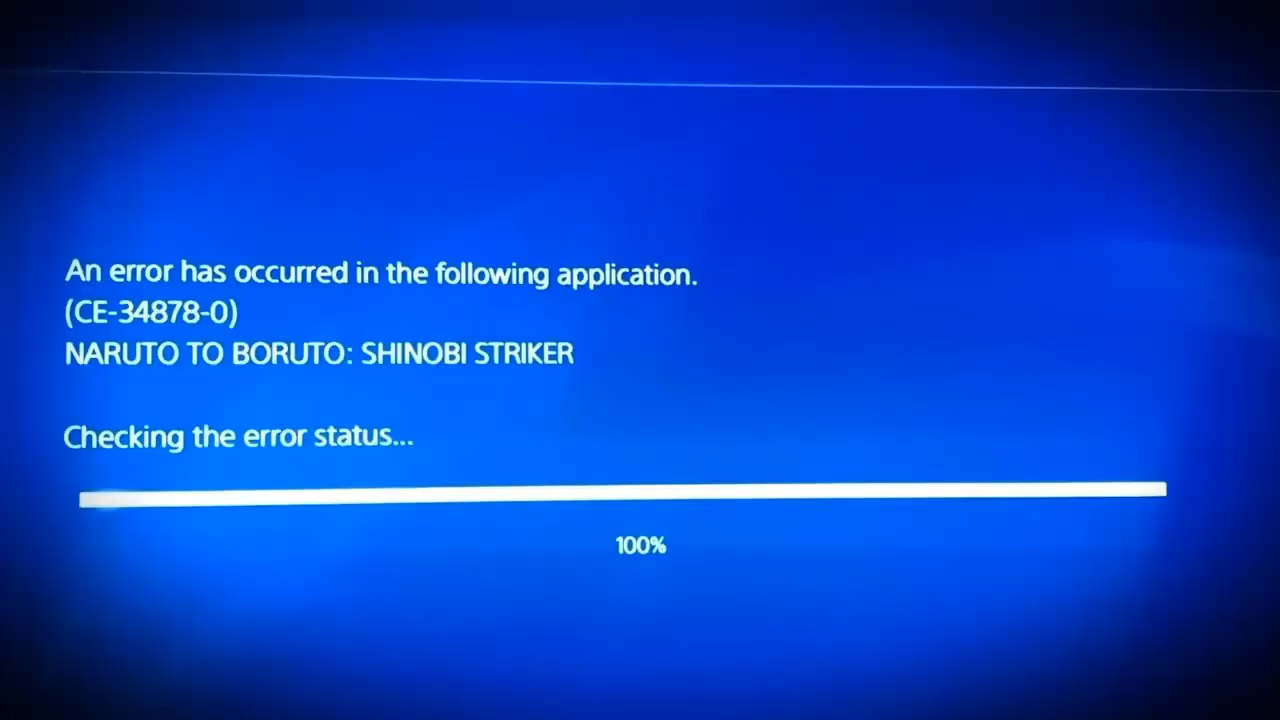 An error has occurred in the following application.
(CE-34878-0)
NARUTO TO BORUTO: SHINOBI STRIKER
Checking the error status...
100%